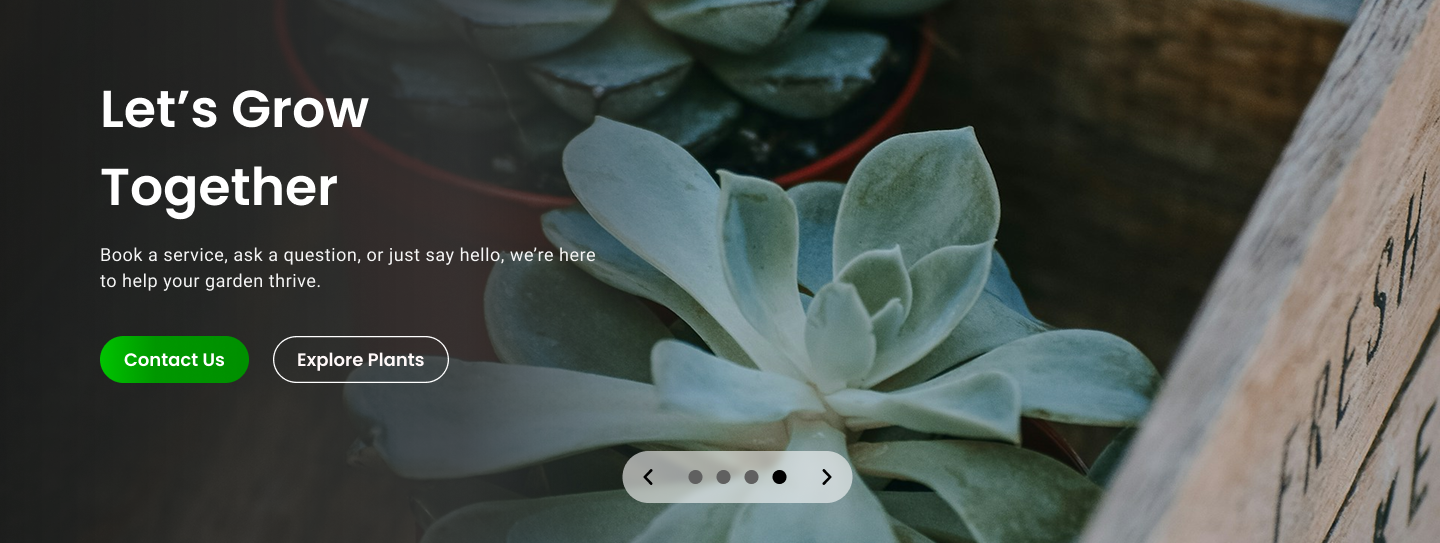 Let’s Grow
Together
Book a service, ask a question, or just say hello, we’re here
to help your garden thrive.
Contact Us
Explore Plants
FRESH